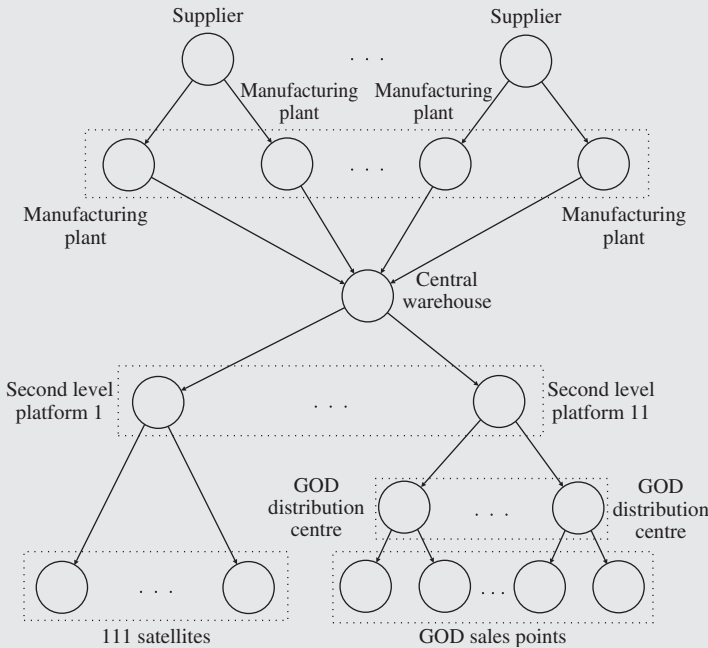 Supplier
Supplier
. . .
Manufacturing
plant
Manufacturing
plant
. . .
Manufacturing
plant
Manufacturing
plant
Central
warehouse
Second level
platform 1
. . .
Second level
platform 11
GOD
distribution
centre
. . .
GOD
distribution
centre
. . .
. . .
111 satellites
GOD sales points